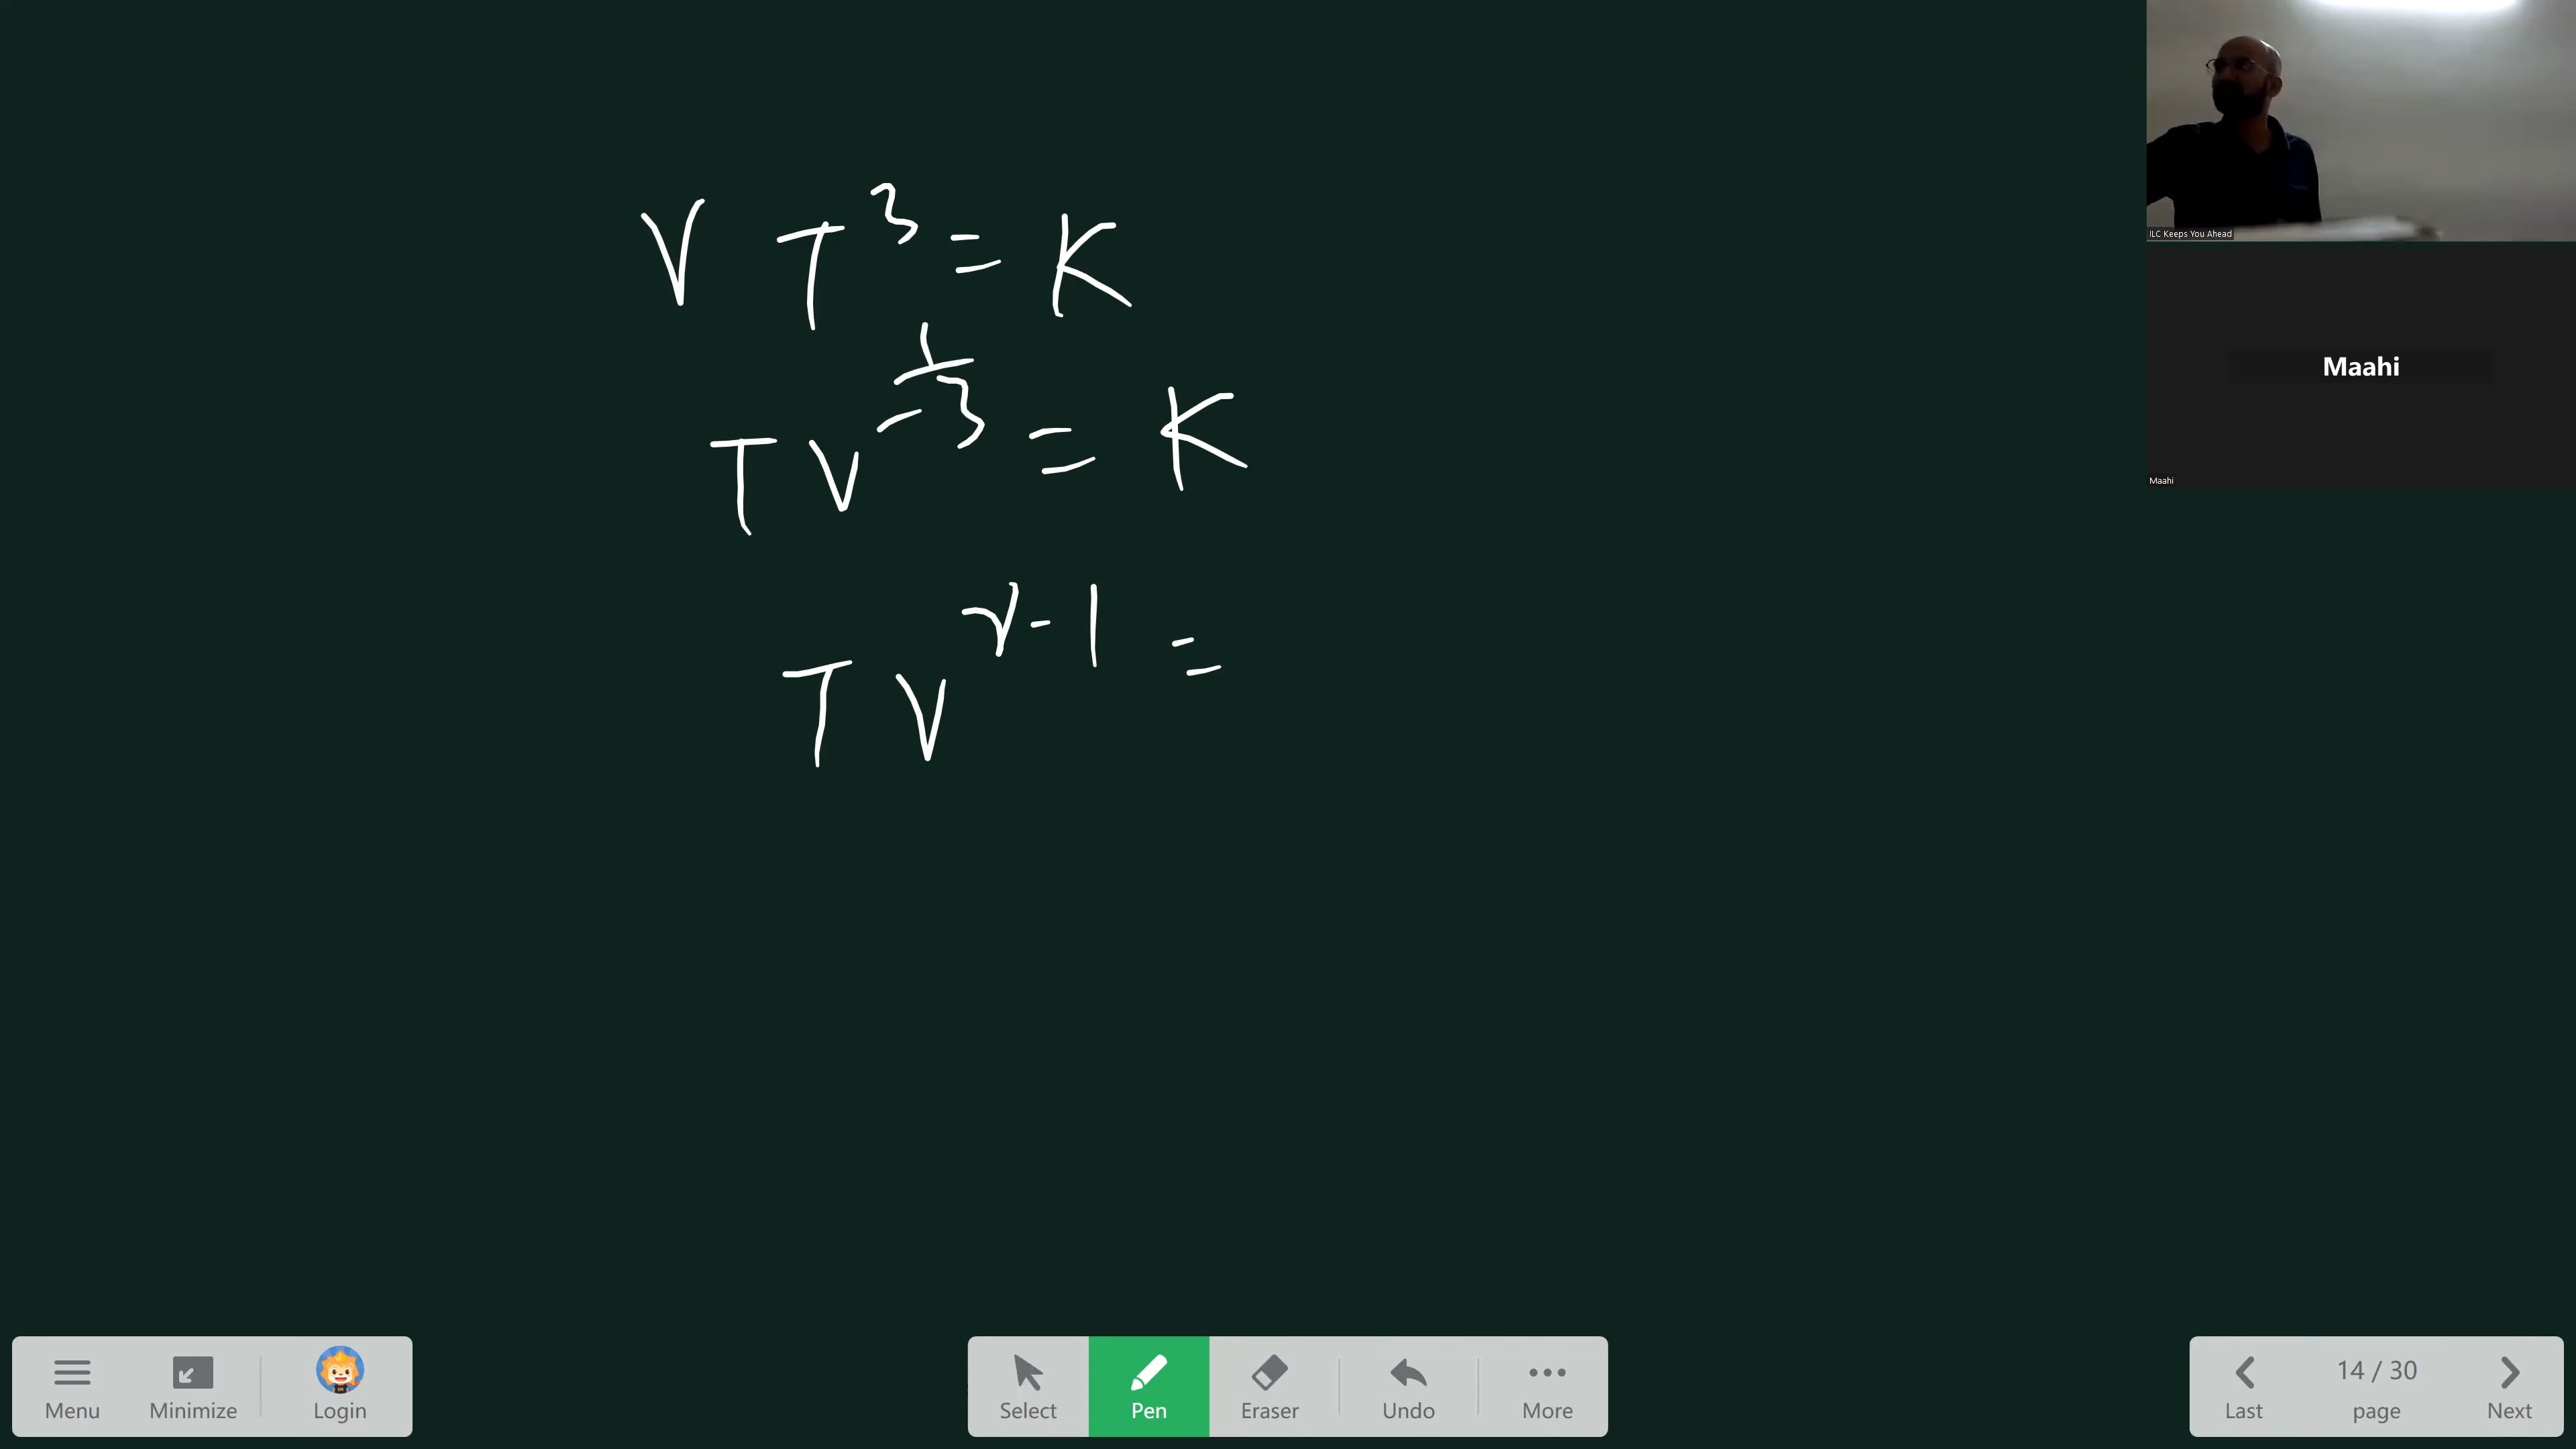 V T³ = K
T V^(1/-3) = K
T V^(γ-1) =
ILC Keeps You Ahead
Maahi
Maahi
Menu
Minimize
Login
Select
Pen
Eraser
Undo
More
Last
14 / 30
page
Next